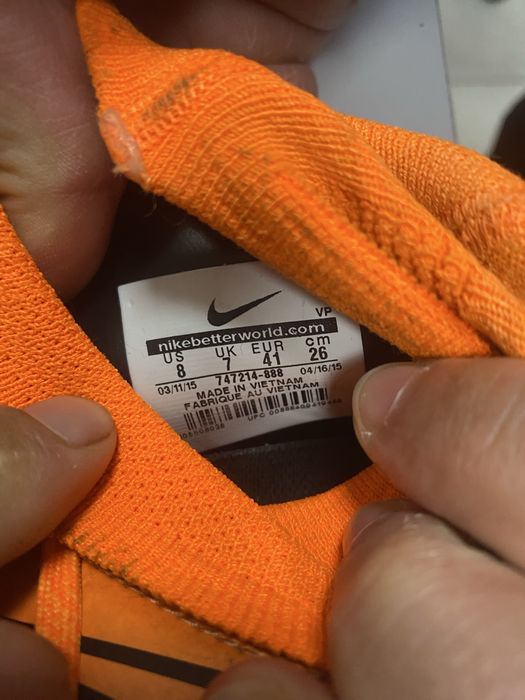 VP
nikebetterworld.com
US UK EUR cm
8 7 41 26
03/11/15 747214-888 04/16/15
MADE IN VIETNAM
FABRIQUE AU VIETNAM
UPC